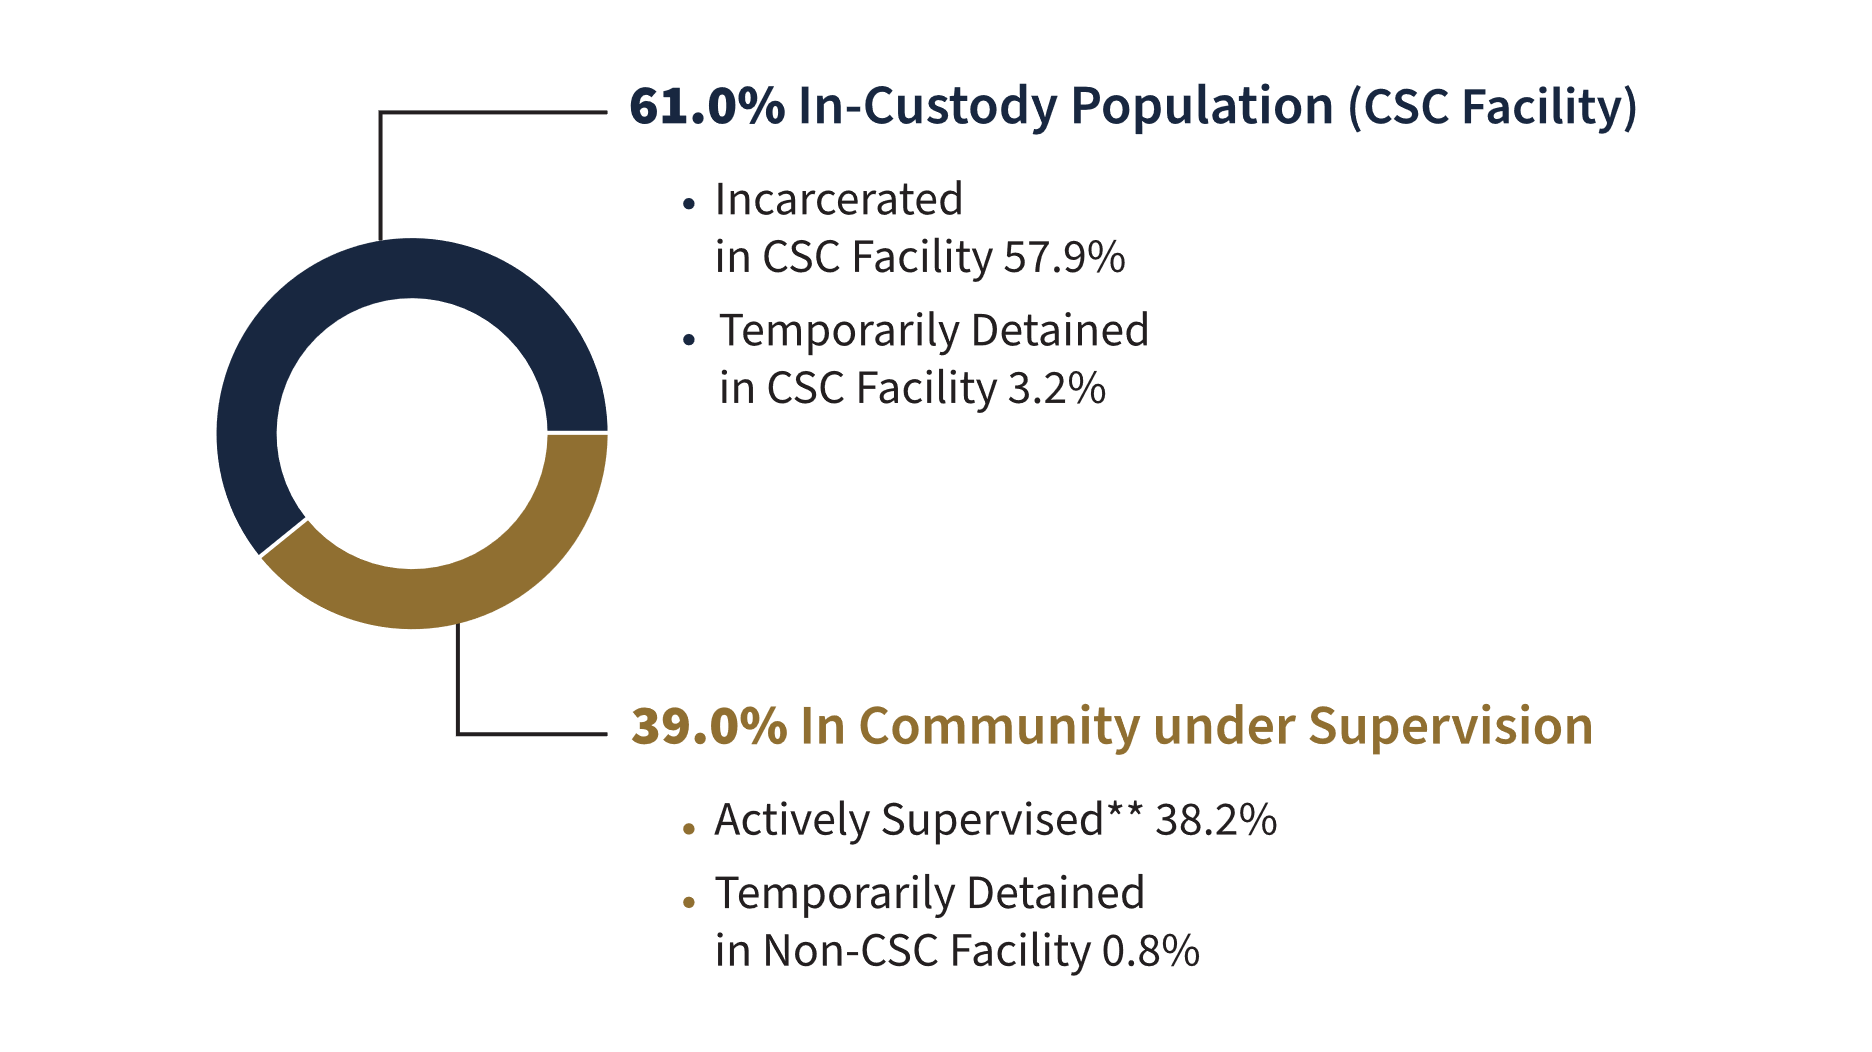 61.0% In-Custody Population (CSC Facility)
• Incarcerated
in CSC Facility 57.9%
• Temporarily Detained
in CSC Facility 3.2%
39.0% In Community under Supervision
• Actively Supervised** 38.2%
• Temporarily Detained
in Non-CSC Facility 0.8%